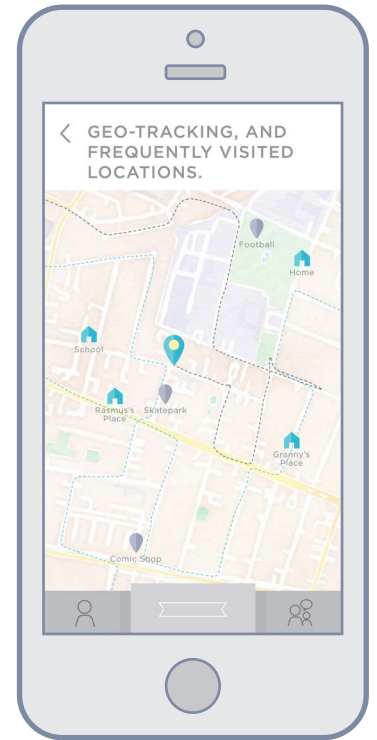 GEO-TRACKING, AND
FREQUENTLY VISITED
LOCATIONS.
Football
Home
School
Rasmus's
Place
Skatepark
Granny's
Place
Comic Shop